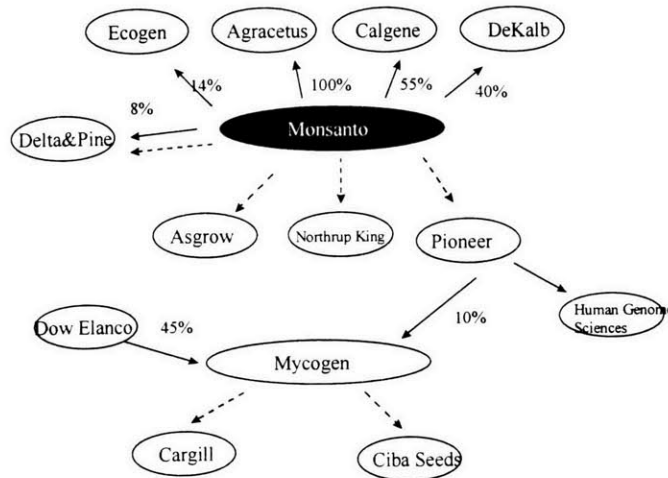 Ecogen
Agracetus
Calgene
DeKalb
14%
100%
55%
40%
8%
Monsanto
Delta&Pine
Asgrow
Northrup King
Pioneer
Dow Elanco
45%
10%
Human Genome
Sciences
Mycogen
Cargill
Ciba Seeds